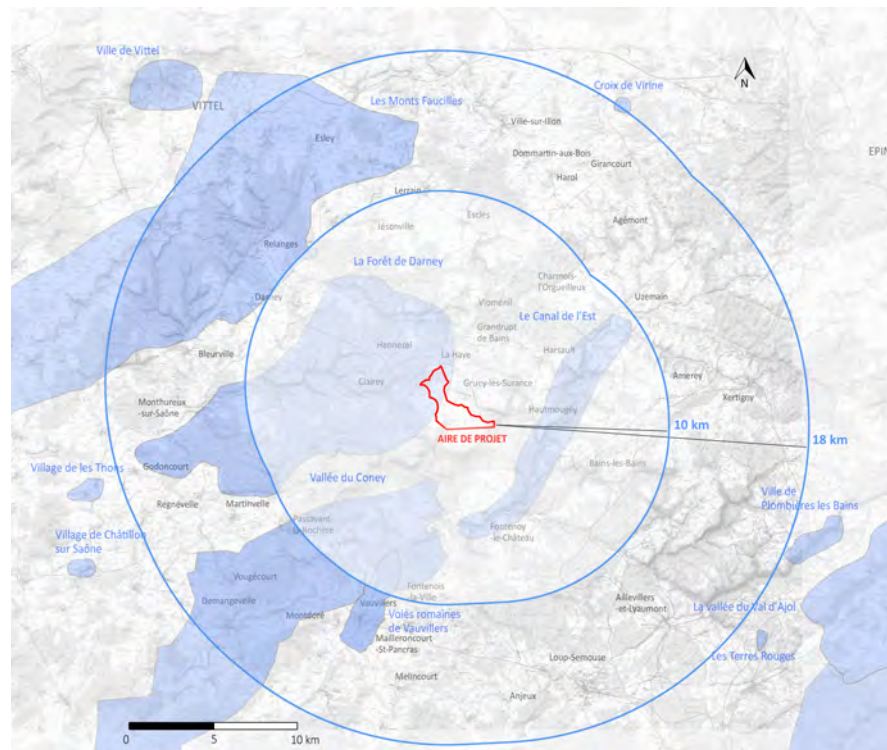 Ville de Vittel
VITTEL
Les Monts Faucilles
Croix de Virine
N
Esley
Ville-sur-Illon
Dommartin-aux-Bois
Girancourt
Harol
EPIN
Lerrain
Escles
Jésonville
Agémont
Relanges
La Forêt de Darney
Charmois-
l'Orgueilleux
Darney
Vioménil
Uzemain
Le Canal de l'Est
Grandrupt
de Bains
Hennezel
Harsault
Bleurville
La Haye
Clairey
Gruey-lès-Surance
Amerey
Xertigny
Monthureux
-sur-Saône
Hautmougey
AIRE DE PROJET
10 km
18 km
Village de les Thons
Godoncourt
Vallée du Coney
Bains-les-Bains
Regnévelle
Martinvelle
Ville de
Plombières les Bains
Village de Châtillon
sur Saône
Passavant
-la-Rochère
Fontenoy
-le-Château
Vougécourt
Demangevelle
Fontenois
-la-Ville
Montdoré
Vauvillers
Aillevillers
-et-Lyaumont
La vallée du Val d'Ajol
Voies romaines
de Vauvillers
Mailleroncourt
-St-Pancras
Loup-Semouse
Les Terres Rouges
Melincourt
Anjeux
0
5
10 km